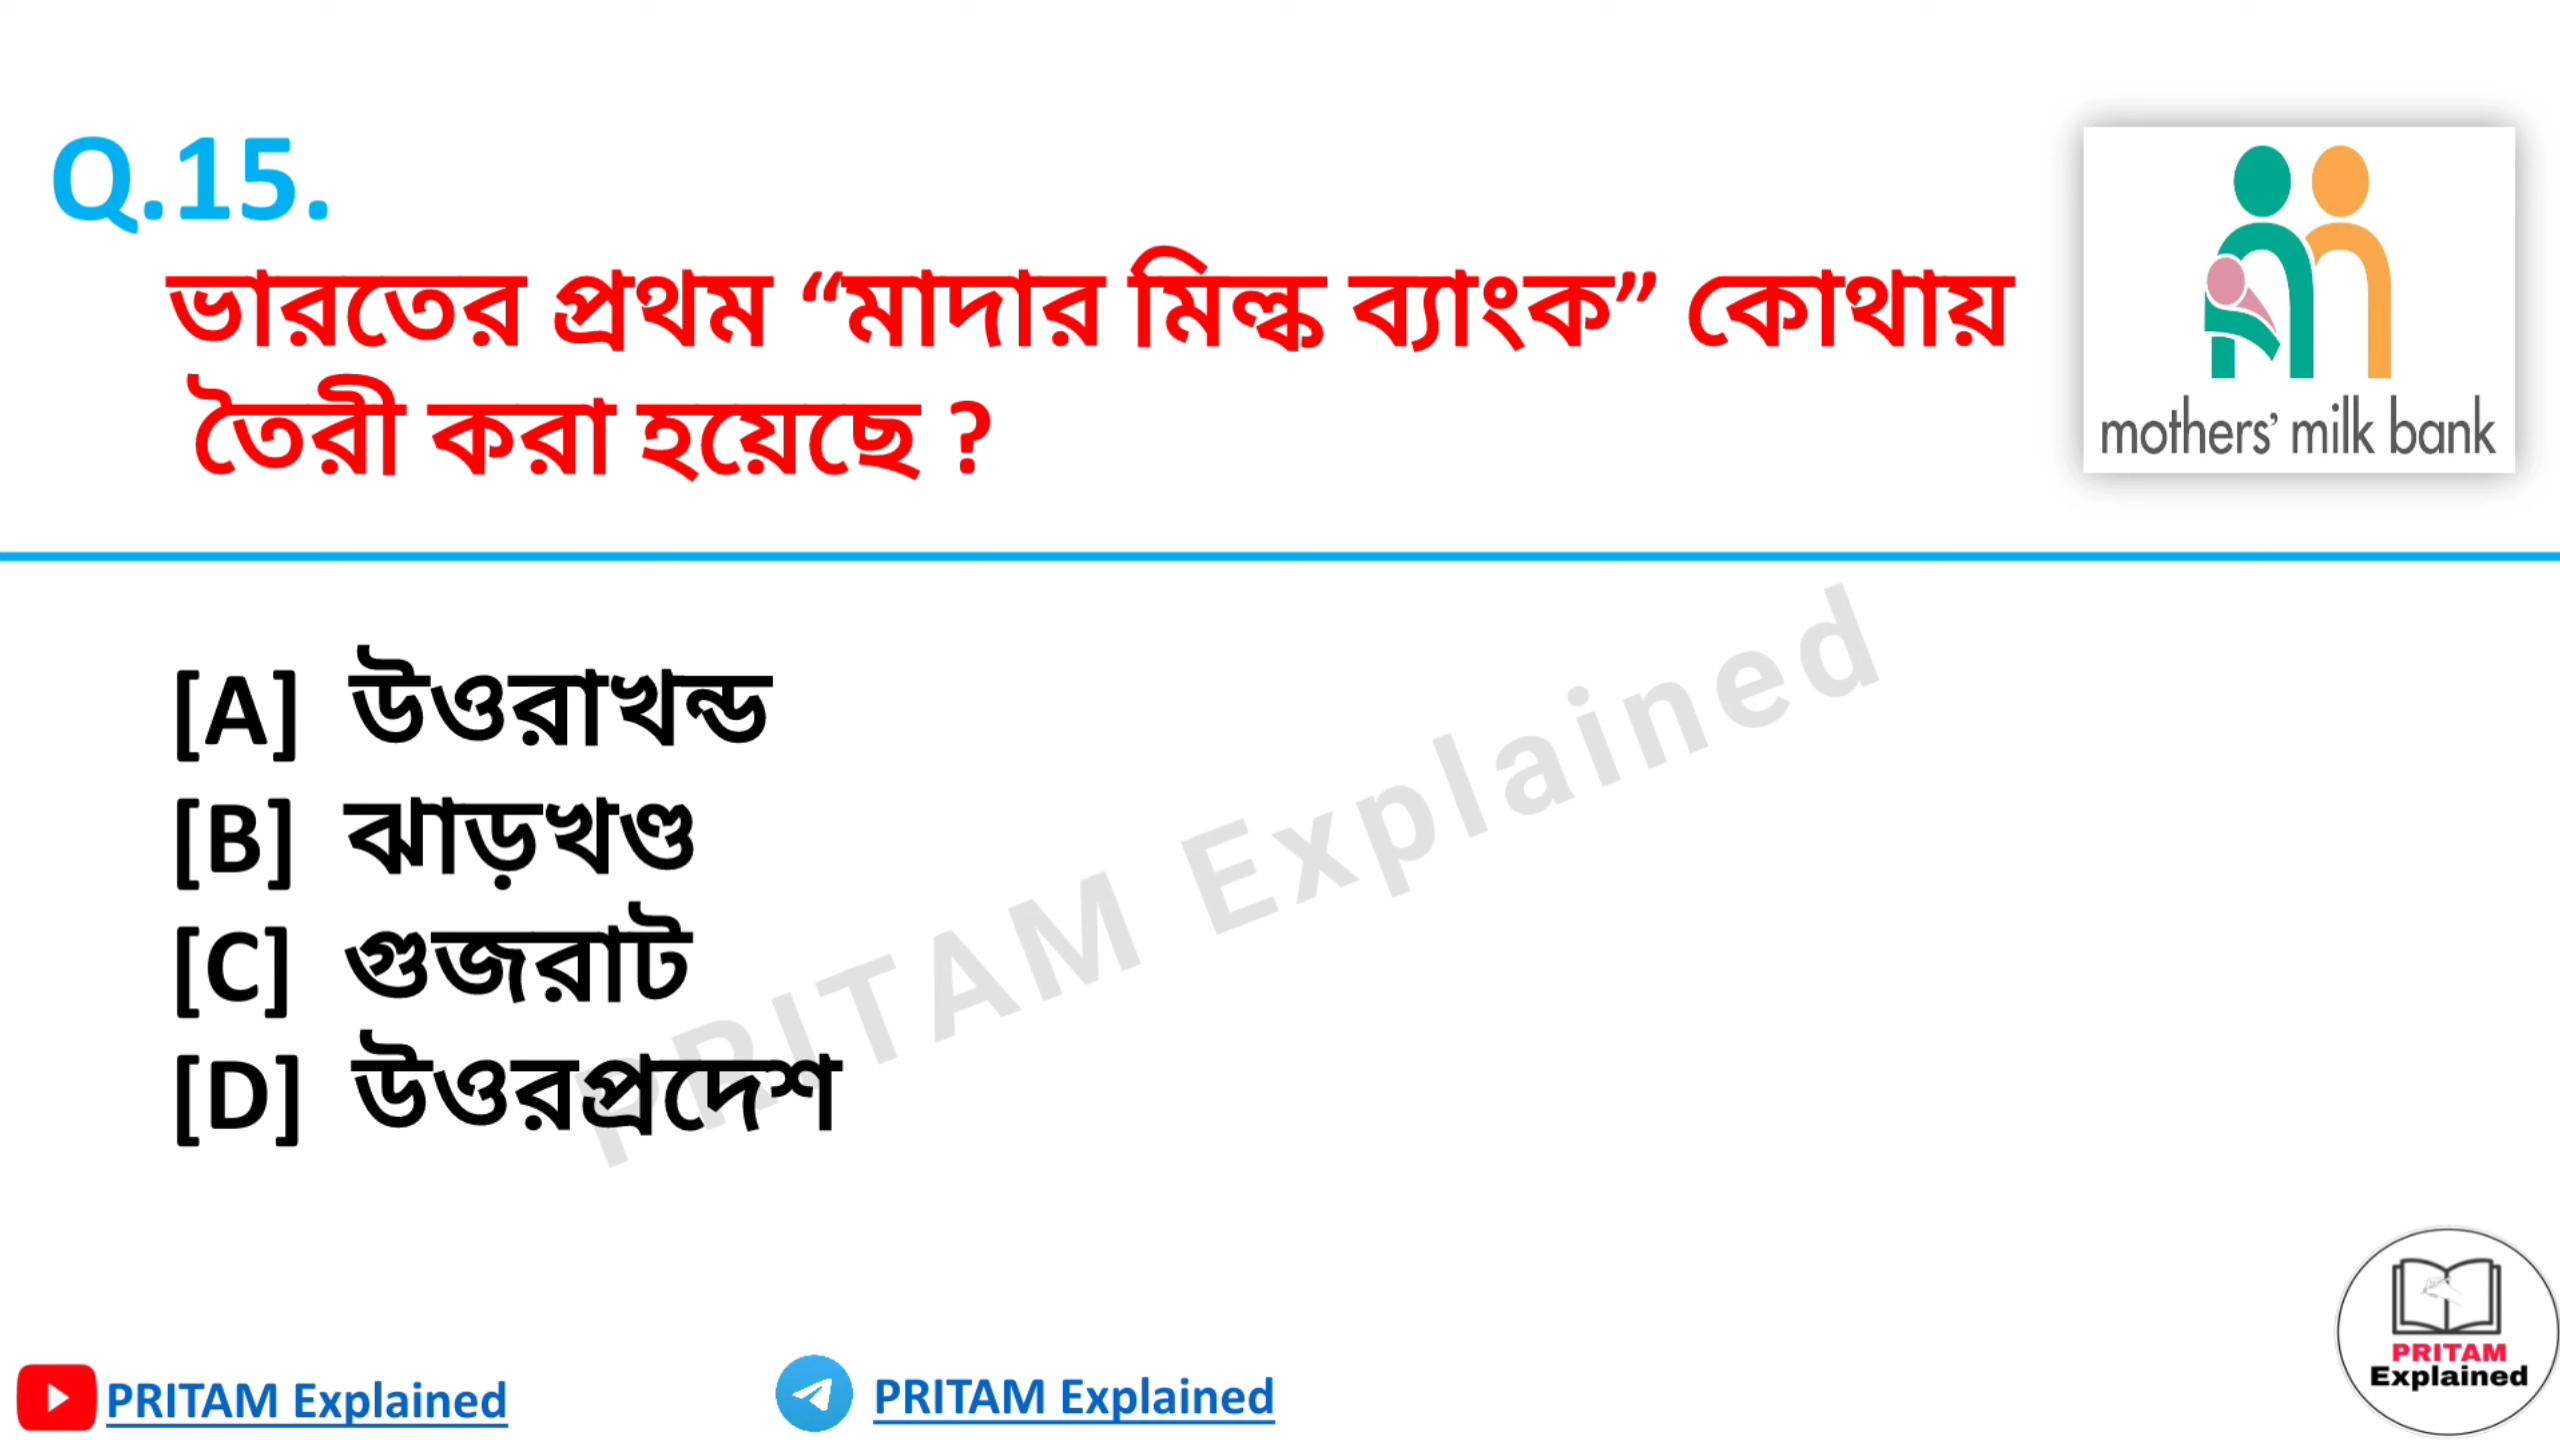 Q.15.
ভারতের প্রথম “মাদার মিল্ক ব্যাংক” কোথায়
তৈরী করা হয়েছে ?
mothers’ milk bank
[A] উওরাখন্ড
[B] ঝাড়খণ্ড
[C] গুজরাট
[D] উওরপ্রদেশ
PRITAM Explained
PRITAM Explained
PRITAM Explained
PRITAM
Explained